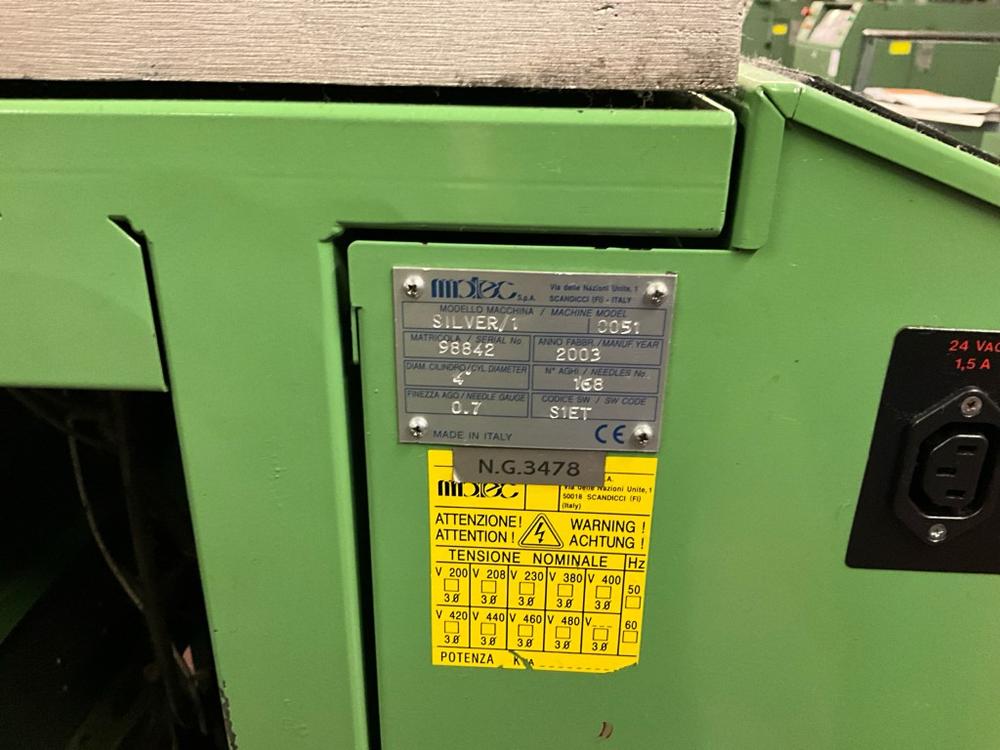 matec S.p.A. Via delle Nazioni Unite, 1
SCANDICCI (FI) - ITALY
MODELLO MACCHINA / MACHINE MODEL
SILVER/1 0051
MATRICOLA / SERIAL No ANNO FABBR./MANUF. YEAR
98842 2003
DIAM. CILINDRO/CYL. DIAMETER N° AGHI / NEEDLES No.
4" 168
FINEZZA AGO / NEEDLE GAUGE CODICE SW / SW CODE
0.7 S1ET
MADE IN ITALY CE
N.G.3478
matec .A.
Via delle Nazioni Unite, 1
50018 SCANDICCI (FI)
(Italy)
ATTENZIONE! WARNING !
ATTENTION ! ACHTUNG !
TENSIONE NOMINALE Hz
V 200 V 208 V 230 V 380 V 400 50
3Ø 3Ø 3Ø 3Ø 3Ø
V 420 V 440 V 460 V 480 V___ 60
3Ø 3Ø 3Ø 3Ø 3Ø
POTENZA
24 VAC
1,5 A